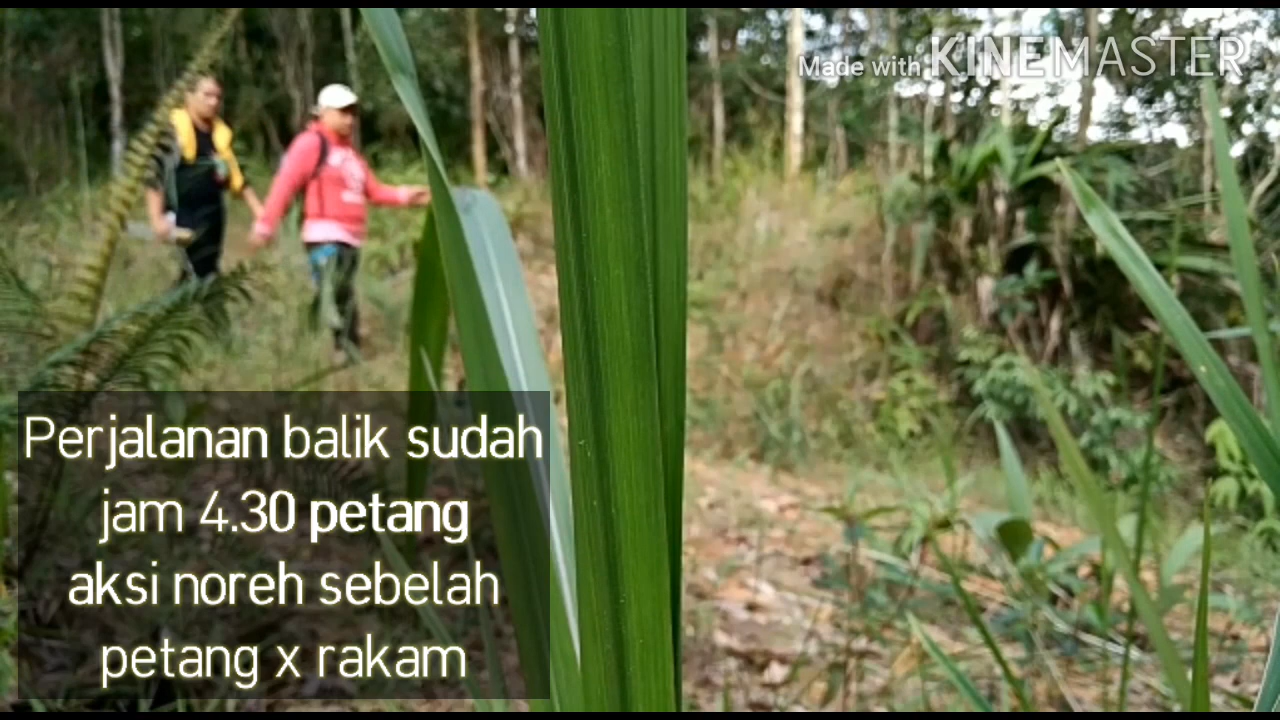 Made with KINEMASTER
Perjalanan balik sudah
jam 4.30 petang
aksi noreh sebelah
petang x rakam